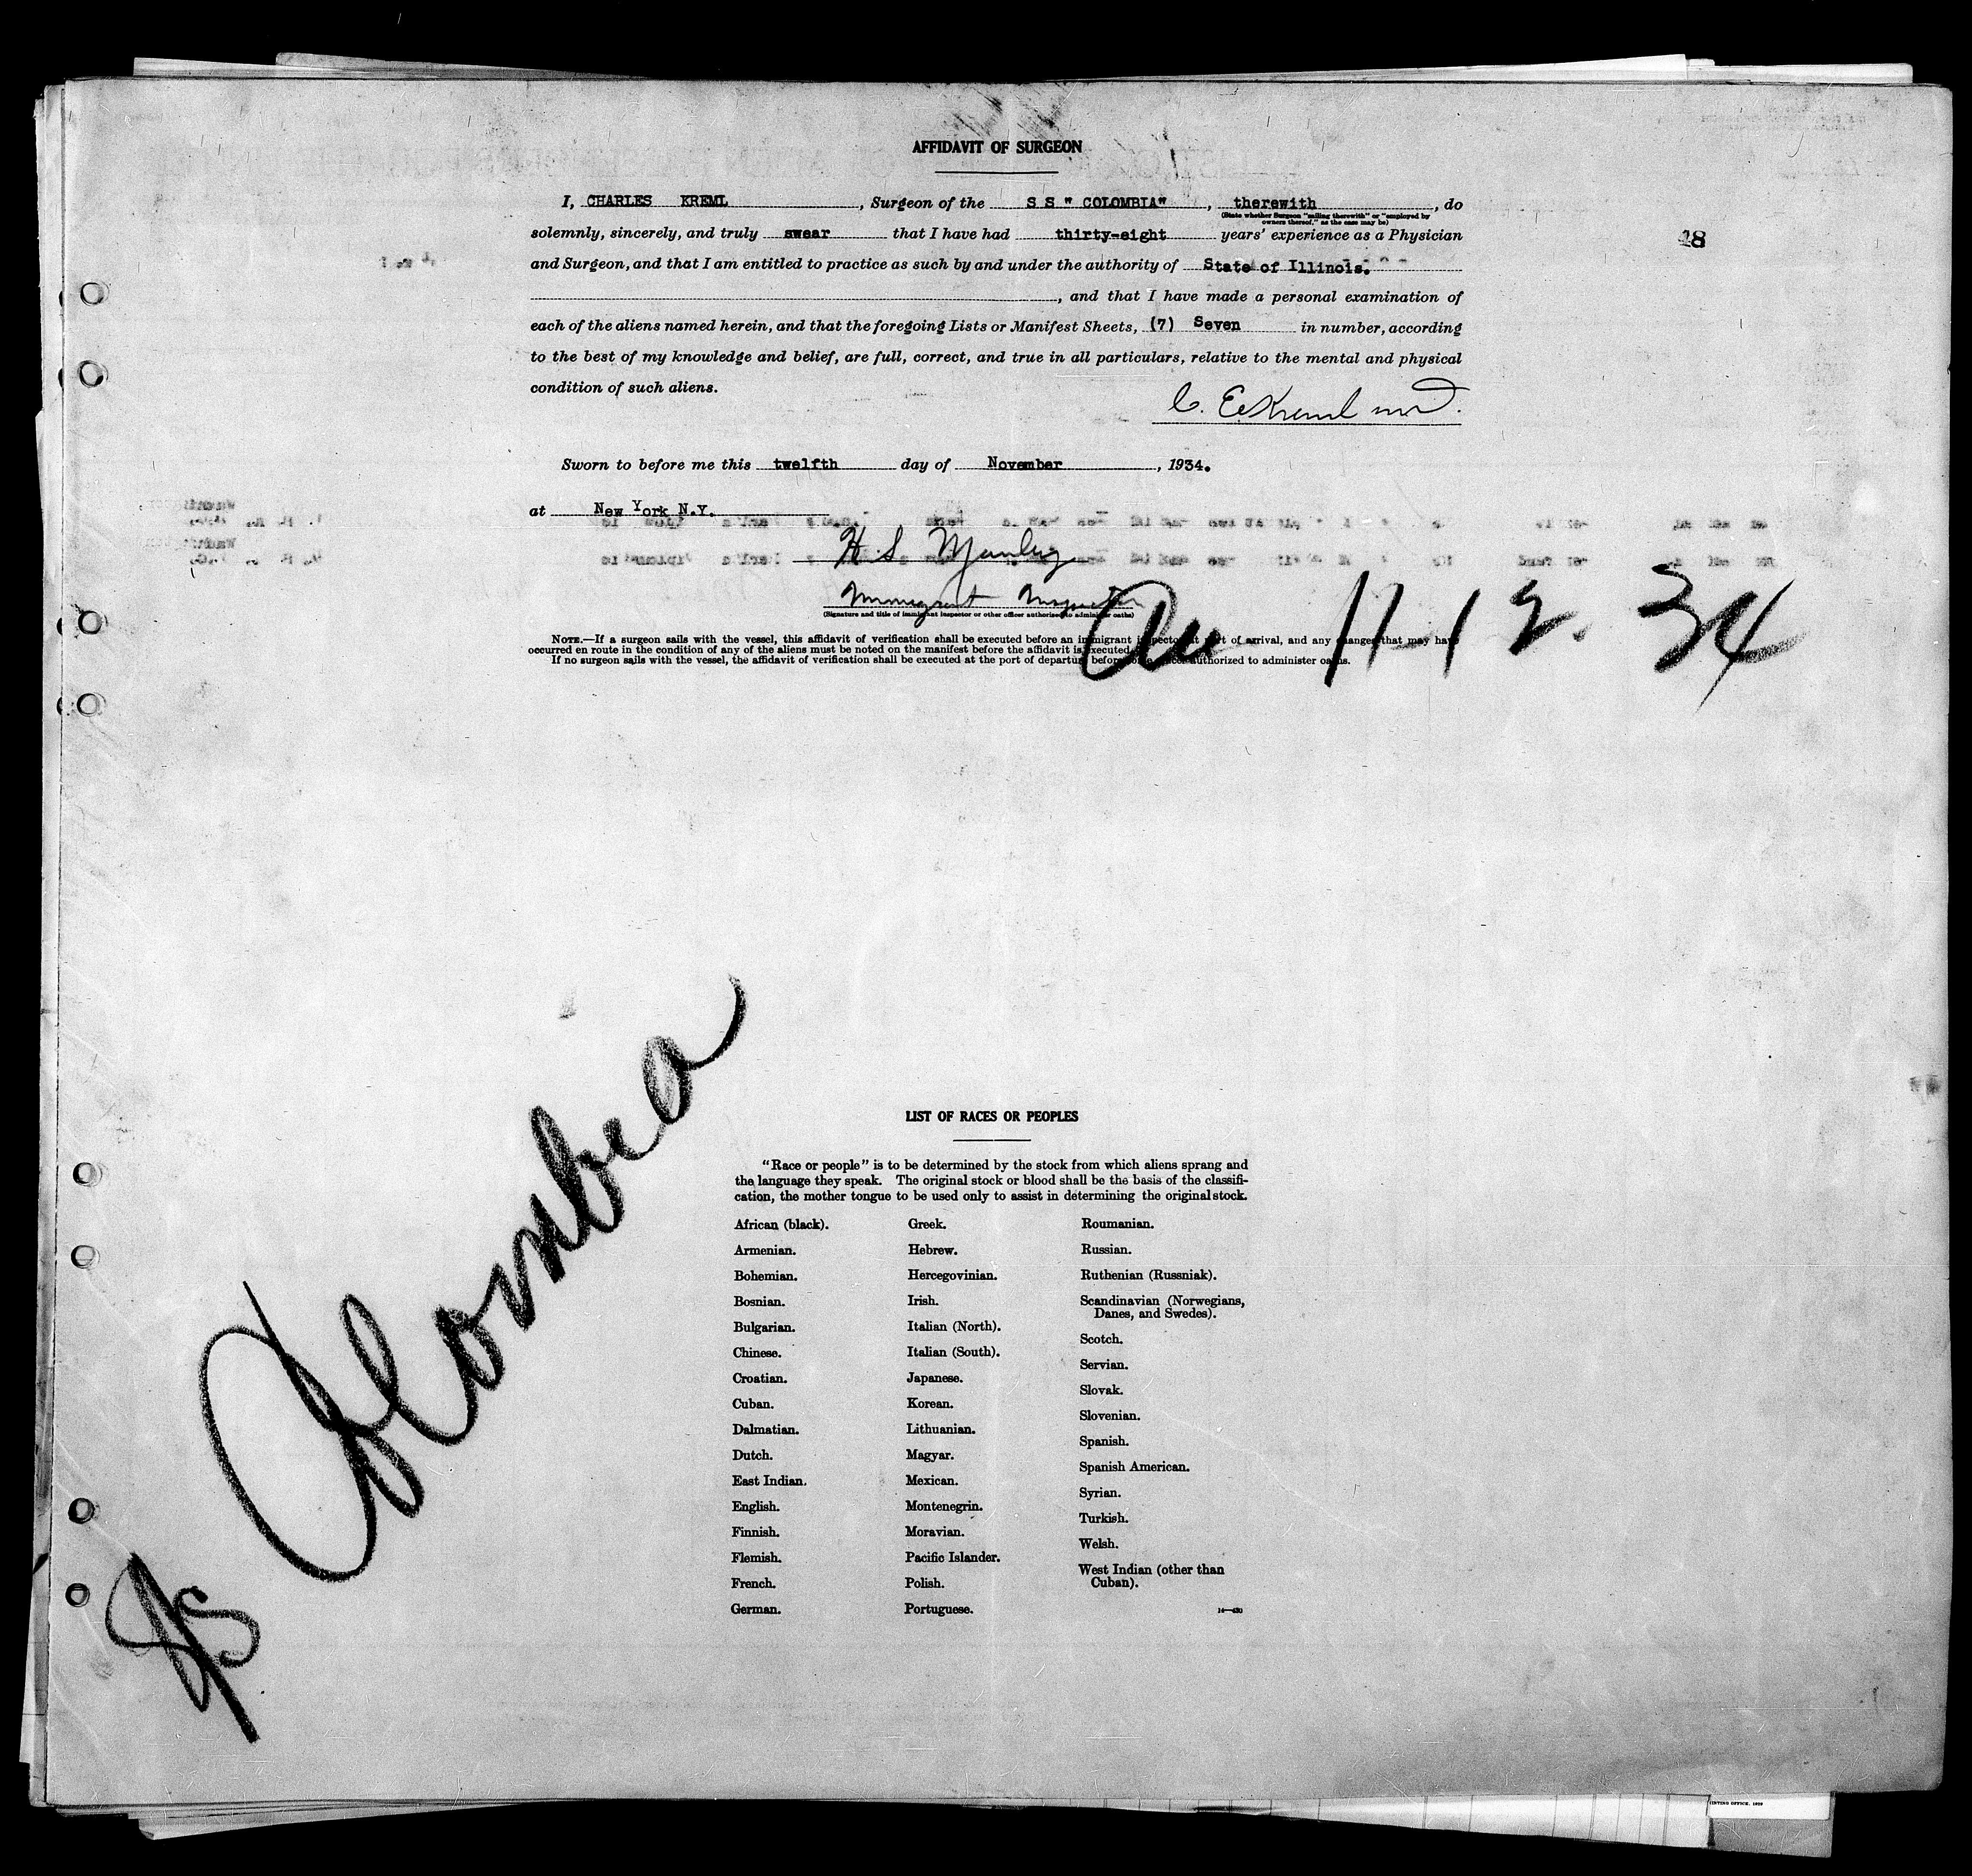 AFFIDAVIT OF SURGEON
I, CHARLES KREML, Surgeon of the S S " COLOMBIA", therewith, do
(State whether Surgeon "sailing therewith" or "employed by
owners thereof," as the case may be)
solemnly, sincerely, and truly swear that I have had thirty-eight years' experience as a Physician
18
and Surgeon, and that I am entitled to practice as such by and under the authority of State of Illinois.
, and that I have made a personal examination of
each of the aliens named herein, and that the foregoing Lists or Manifest Sheets, (7) Seven in number, according
to the best of my knowledge and belief, are full, correct, and true in all particulars, relative to the mental and physical
condition of such aliens.
C. E. Kreml M.D.
Sworn to before me this twelfth day of November, 1934.
at New York N.Y.
H. S. Manley
Immigrant Inspector
(Signature and title of immigrant inspector or other officer authorized to administer oaths)
11-12. 34
NOTE.—If a surgeon sails with the vessel, this affidavit of verification shall be executed before an immigrant inspector at port of arrival, and any changes that may have
occurred en route in the condition of any of the aliens must be noted on the manifest before the affidavit is executed.
If no surgeon sails with the vessel, the affidavit of verification shall be executed at the port of departure before authorized to administer oaths.
SS Colombia
LIST OF RACES OR PEOPLES
"Race or people" is to be determined by the stock from which aliens sprang and
the language they speak. The original stock or blood shall be the basis of the classifi-
cation, the mother tongue to be used only to assist in determining the original stock.
African (black).
Armenian.
Bohemian.
Bosnian.
Bulgarian.
Chinese.
Croatian.
Cuban.
Dalmatian.
Dutch.
East Indian.
English.
Finnish.
Flemish.
French.
German.
Greek.
Hebrew.
Hercegovinian.
Irish.
Italian (North).
Italian (South).
Japanese.
Korean.
Lithuanian.
Magyar.
Mexican.
Montenegrin.
Moravian.
Pacific Islander.
Polish.
Portuguese.
Roumanian.
Russian.
Ruthenian (Russniak).
Scandinavian (Norwegians,
Danes, and Swedes).
Scotch.
Servian.
Slovak.
Slovenian.
Spanish.
Spanish American.
Syrian.
Turkish.
Welsh.
West Indian (other than
Cuban).